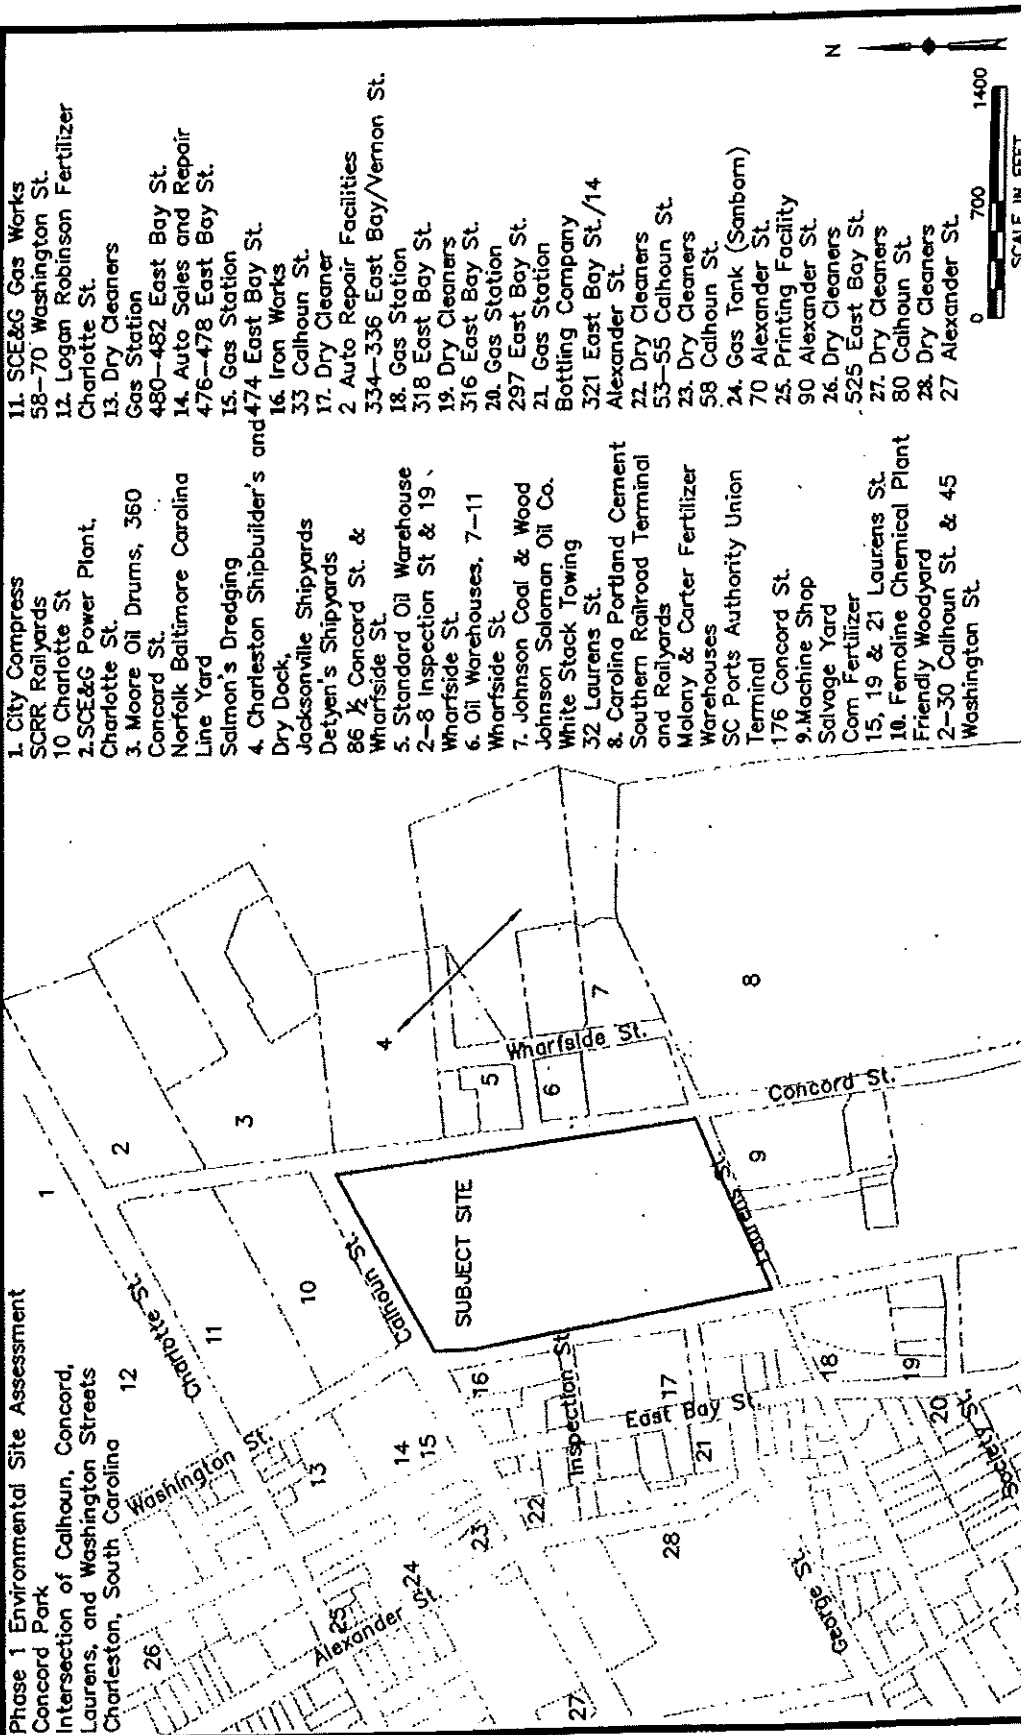 Phase 1 Environmental Site Assessment
Concord Park
Intersection of Calhoun, Concord,
Laurens, and Washington Streets
Charleston, South Carolina
1. City Compress
SCRR Railyards
10 Charlotte St
2.SCE&G Power Plant,
Charlotte St.
3. Moore Oil Drums, 360
Concord St.
Norfolk Baltimore Carolina
Line Yard
Salmon's Dredging
4. Charleston Shipbuilder's and
Dry Dock,
Jacksonville Shipyards
Detyen's Shipyards
86 ½ Concord St. &
Wharfside St.
5. Standard Oil Warehouse
2-8 Inspection St & 19
Wharfside St.
6. Oil Warehouses, 7-11
Wharfside St.
7. Johnson Coal & Wood
Johnson Saloman Oil Co.
White Stack Towing
32 Laurens St.
8. Carolina Portland Cement
Southern Railroad Terminal
and Railyards
Molony & Carter Fertilizer
Warehouses
SC Ports Authority Union
Terminal
176 Concord St.
9.Machine Shop
Salvage Yard
Com Fertilizer
15, 19 & 21 Laurens St.
10. Fernoline Chemical Plant
Friendly Woodyard
2-30 Calhoun St. & 45
Washington St.
11. SCE&G Gas Works
58-70 Washington St.
12. Logan Robinson Fertilizer
Charlotte St.
13. Dry Cleaners
Gas Station
480-482 East Bay St.
14. Auto Sales and Repair
476-478 East Bay St.
15. Gas Station
474 East Bay St.
16. Iron Works
33 Calhoun St.
17. Dry Cleaner
2 Auto Repair Facilities
334-336 East Bay/Vernon St.
18. Gas Station
318 East Bay St.
19. Dry Cleaners
316 East Bay St.
20. Gas Station
297 East Bay St.
21. Gas Station
Bottling Company
321 East Bay St./14
Alexander St.
22. Dry Cleaners
53-55 Calhoun St.
23. Dry Cleaners
58 Calhoun St.
24. Gas Tank (Sanborn)
70 Alexander St.
25. Printing Facility
90 Alexander St.
26. Dry Cleaners
525 East Bay St.
27. Dry Cleaners
80 Calhoun St.
28. Dry Cleaners
27 Alexander St
N
0 700 1400
SCALE IN FEET
1
2
3
4
5
6
7
8
9
10
11
12
13
14
15
16
17
18
19
20
21
22
23
24
25
26
27
28
SUBJECT SITE
Charlotte St.
Washington St.
Calhoun St.
Alexander St.
Inspection St.
East Bay St.
Wharfside St.
Concord St.
Laurens St.
George St.
Society St.